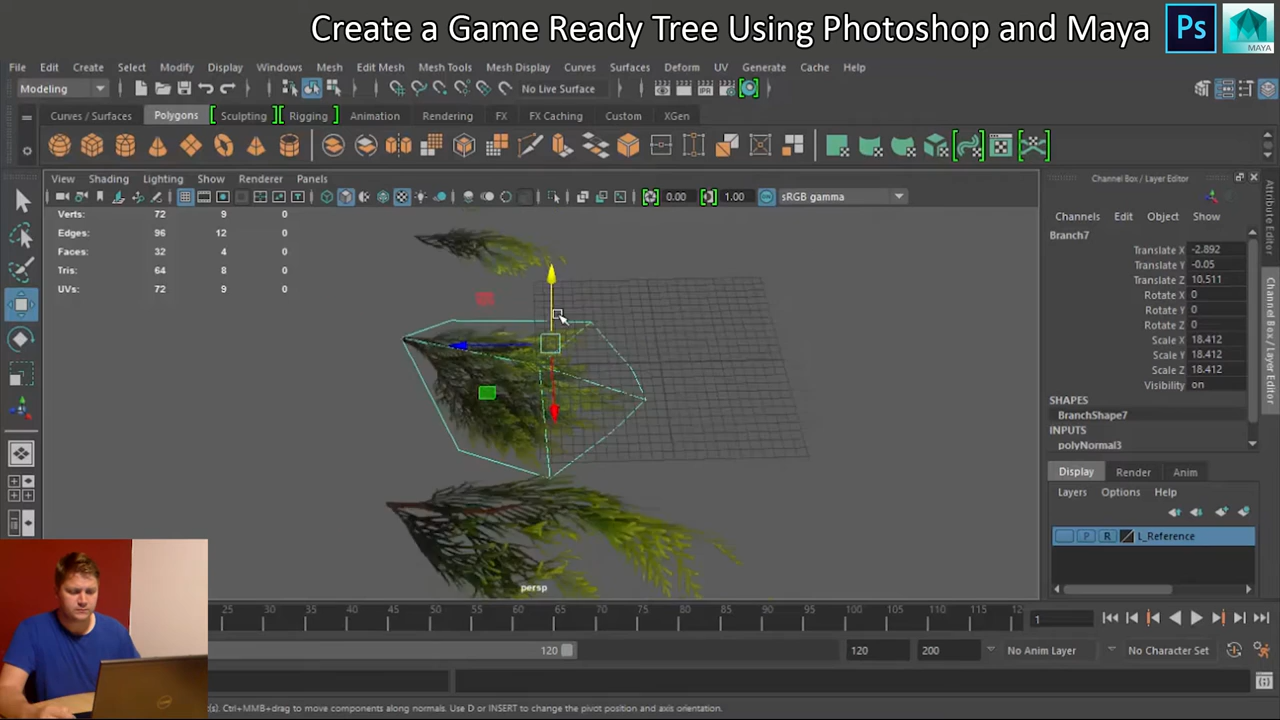 Create a Game Ready Tree Using Photoshop and Maya
Ps
MAYA
File Edit Create Select Modify Display Windows Mesh Edit Mesh Mesh Tools Mesh Display Curves Surfaces Deform UV Generate Cache Help
Modeling
No Live Surface
Curves / Surfaces Polygons Sculpting Rigging Animation Rendering FX FX Caching Custom XGen
View Shading Lighting Show Renderer Panels
0.00 1.00 sRGB gamma
Verts: 72 9 0
Edges: 96 12 0
Faces: 32 4 0
Tris: 64 8 0
UVs: 72 9 0
persp
Channel Box / Layer Editor
Channels Edit Object Show
Branch7
Translate X -2.892
Translate Y -0.05
Translate Z 10.511
Rotate X 0
Rotate Y 0
Rotate Z 0
Scale X 18.412
Scale Y 18.412
Scale Z 18.412
Visibility on
SHAPES
BranchShape7
INPUTS
polyNormal3
Display Render Anim
Layers Options Help
P R L_Reference
Attribute Editor
Channel Box / Layer Editor
25 30 35 40 45 50 55 60 65 70 75 80 85 90 95 100 105 110 115 12
1
120
120 200 No Anim Layer No Character Set
(s). Ctrl+MMB+drag to move components along normals. Use D or INSERT to change the pivot position and axis orientation.